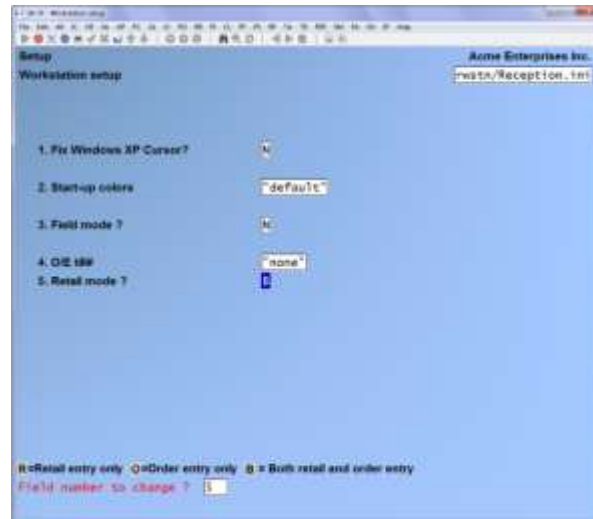 Workstation setup
Setup
Acme Enterprises Inc.
Workstation setup
rwstn/Reception.ini
1. Fix Windows XP Cursor?
N
2. Start-up colors
"default"
3. Field mode ?
N
4. O/E
"none"
5. Retail mode ?
B
R=Retail entry only O=Order entry only B = Both retail and order entry
Field number to change ? 5